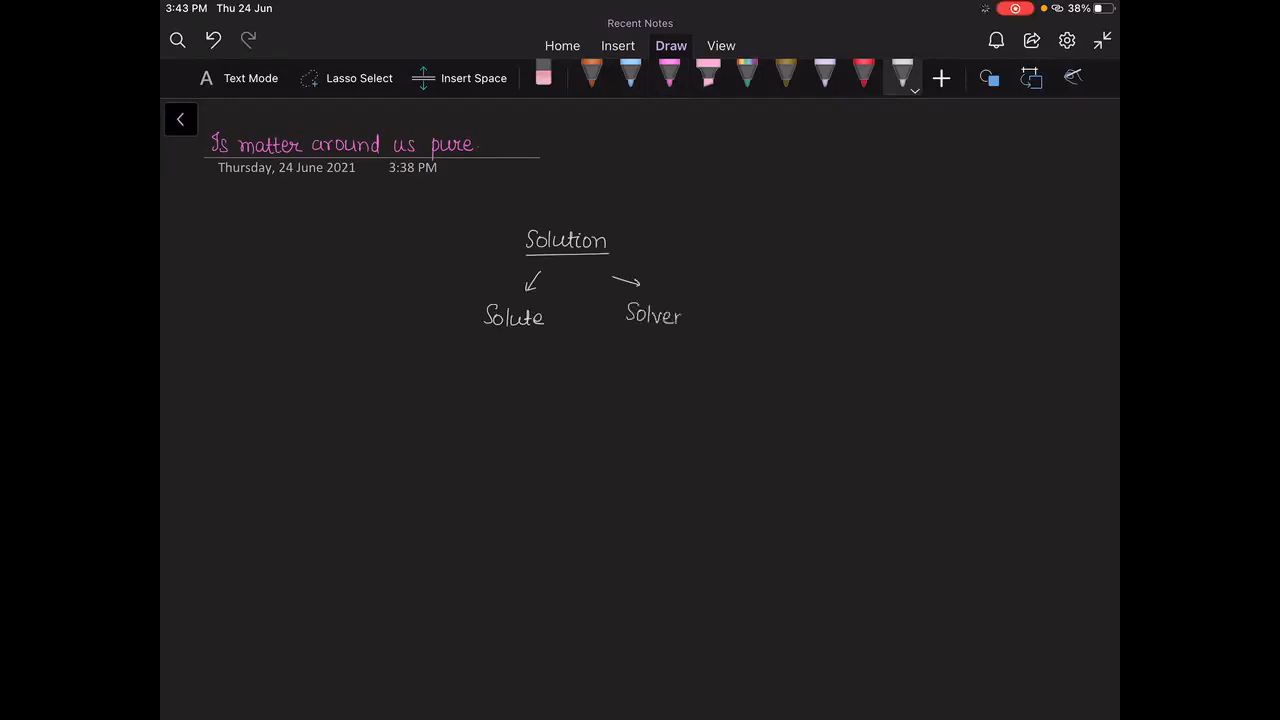 3:43 PM Thu 24 Jun 38%
Recent Notes
Home Insert Draw View
A Text Mode Lasso Select Insert Space
Is matter around us pure.
Thursday, 24 June 2021 3:38 PM
Solution
Solute Solver